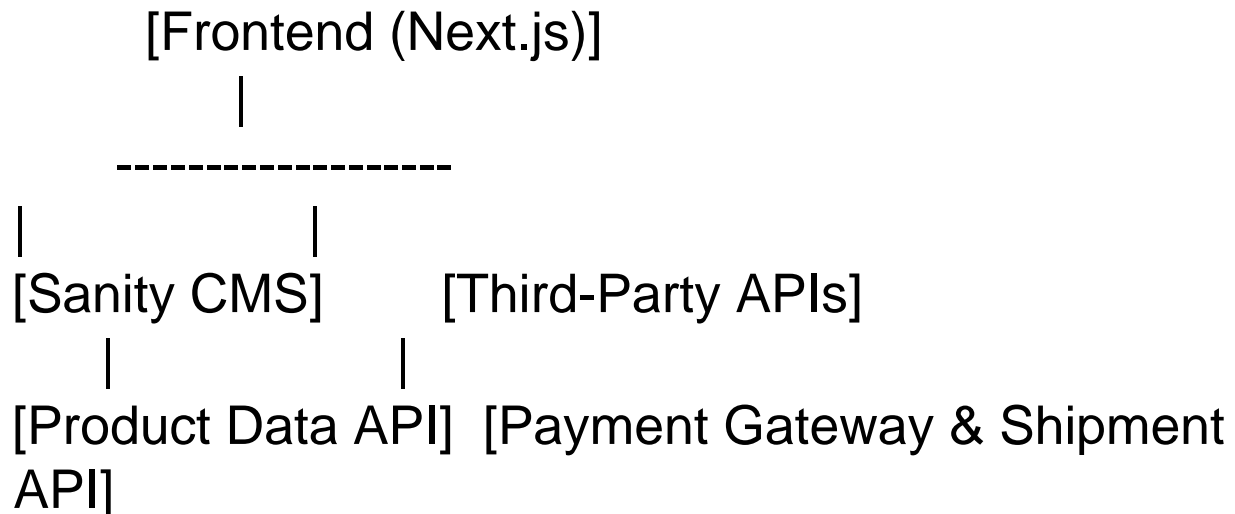 [Frontend (Next.js)]
|
-------------------
| |
[Sanity CMS] [Third-Party APIs]
| |
[Product Data API] [Payment Gateway & Shipment
API]